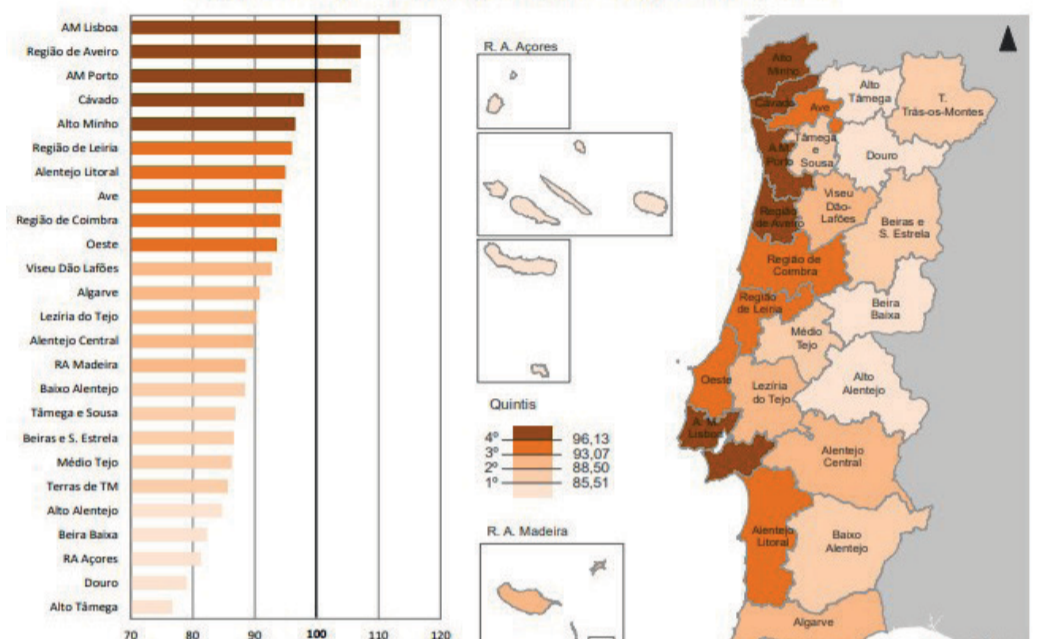 AM Lisboa
Região de Aveiro
AM Porto
Cávado
Alto Minho
Região de Leiria
Alentejo Litoral
Ave
Região de Coimbra
Oeste
Viseu Dão Lafões
Algarve
Lezíria do Tejo
Alentejo Central
RA Madeira
Baixo Alentejo
Tâmega e Sousa
Beiras e S. Estrela
Médio Tejo
Terras de TM
Alto Alentejo
Beira Baixa
RA Açores
Douro
Alto Tâmega
70 80 90 100 110 120
R. A. Açores
Quintis
4º 96,13
3º 93,07
2º 88,50
1º 85,51
R. A. Madeira
Alto
Minho
Cávado
Ave
Alto
Tâmega
T.
Trás-os-Montes
A.M.
Porto
Tâmega
e
Sousa
Douro
Região
de Aveiro
Viseu
Dão-
Lafões
Beiras e
S. Estrela
Região de
Coimbra
Região
de Leiria
Beira
Baixa
Médio
Tejo
Oeste
Lezíria
do Tejo
Alto
Alentejo
A. M.
Lisboa
Alentejo
Central
Alentejo
Litoral
Baixo
Alentejo
Algarve